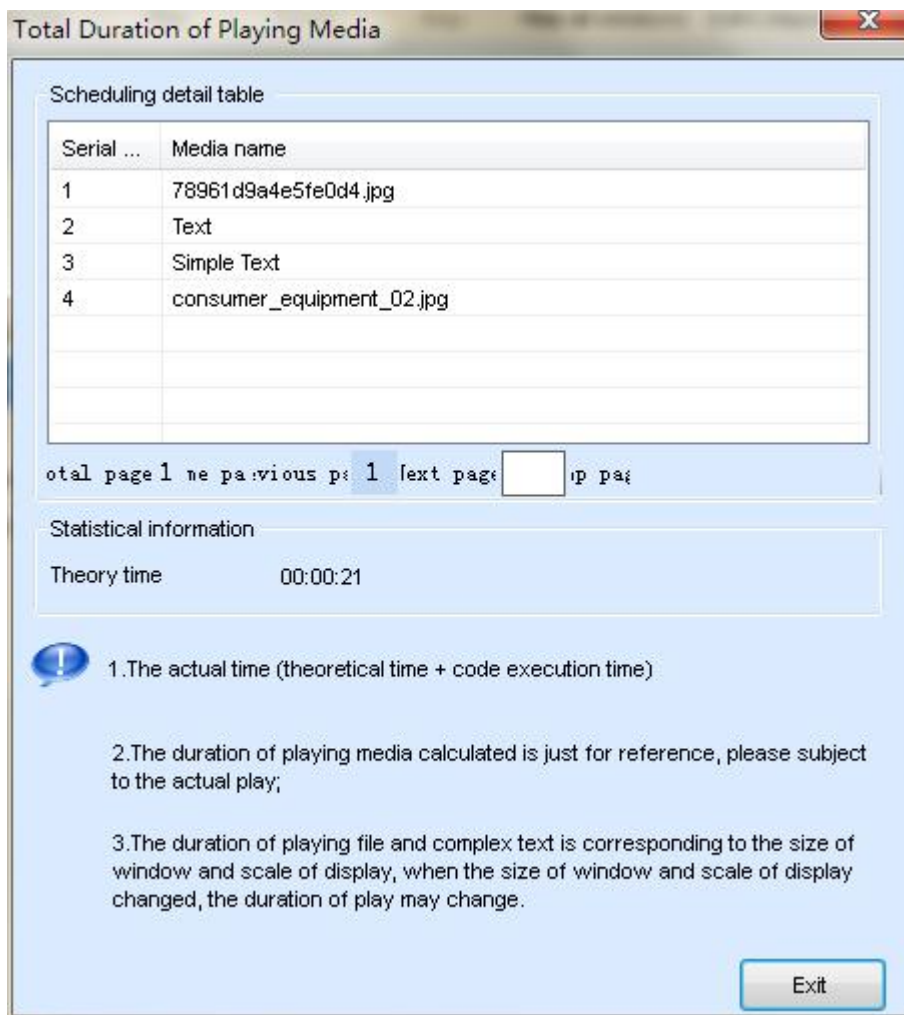 Total Duration of Playing Media
Scheduling detail table
Serial ... Media name
1 78961d9a4e5fe0d4.jpg
2 Text
3 Simple Text
4 consumer_equipment_02.jpg
otal page 1 ne pa vious pa 1 Next page p pag
Statistical information
Theory time 00:00:21
1.The actual time (theoretical time + code execution time)
2.The duration of playing media calculated is just for reference, please subject
to the actual play;
3.The duration of playing file and complex text is corresponding to the size of
window and scale of display, when the size of window and scale of display
changed, the duration of play may change.
Exit